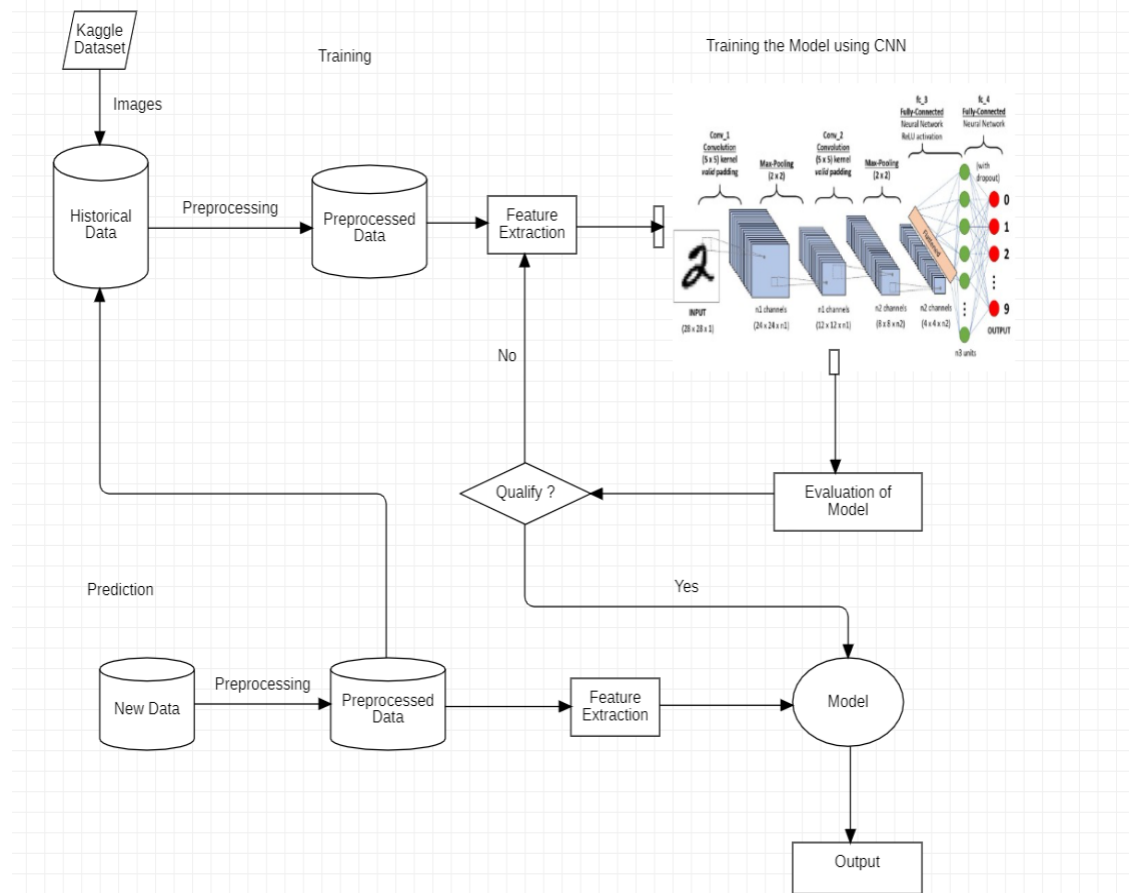 Kaggle
Dataset
Training
Training the Model using CNN
Images
Historical
Data
Preprocessing
Preprocessed
Data
Feature
Extraction
Conv_1
Convolution
(5 x 5) kernel
valid padding
Max-Pooling
(2 x 2)
Conv_2
Convolution
(5 x 5) kernel
valid padding
Max-Pooling
(2 x 2)
fc_3
Fully-Connected
Neural Network
ReLU activation
fc_4
Fully-Connected
Neural Network
(with
dropout)
2
Flattened
0
1
2
⋮
9
OUTPUT
INPUT
(28 x 28 x 1)
n1 channels
(24 x 24 x n1)
n1 channels
(12 x 12 x n1)
n2 channels
(8 x 8 x n2)
n2 channels
(4 x 4 x n2)
n3 units
No
Qualify ?
Evaluation of
Model
Yes
Prediction
New Data
Preprocessing
Preprocessed
Data
Feature
Extraction
Model
Output